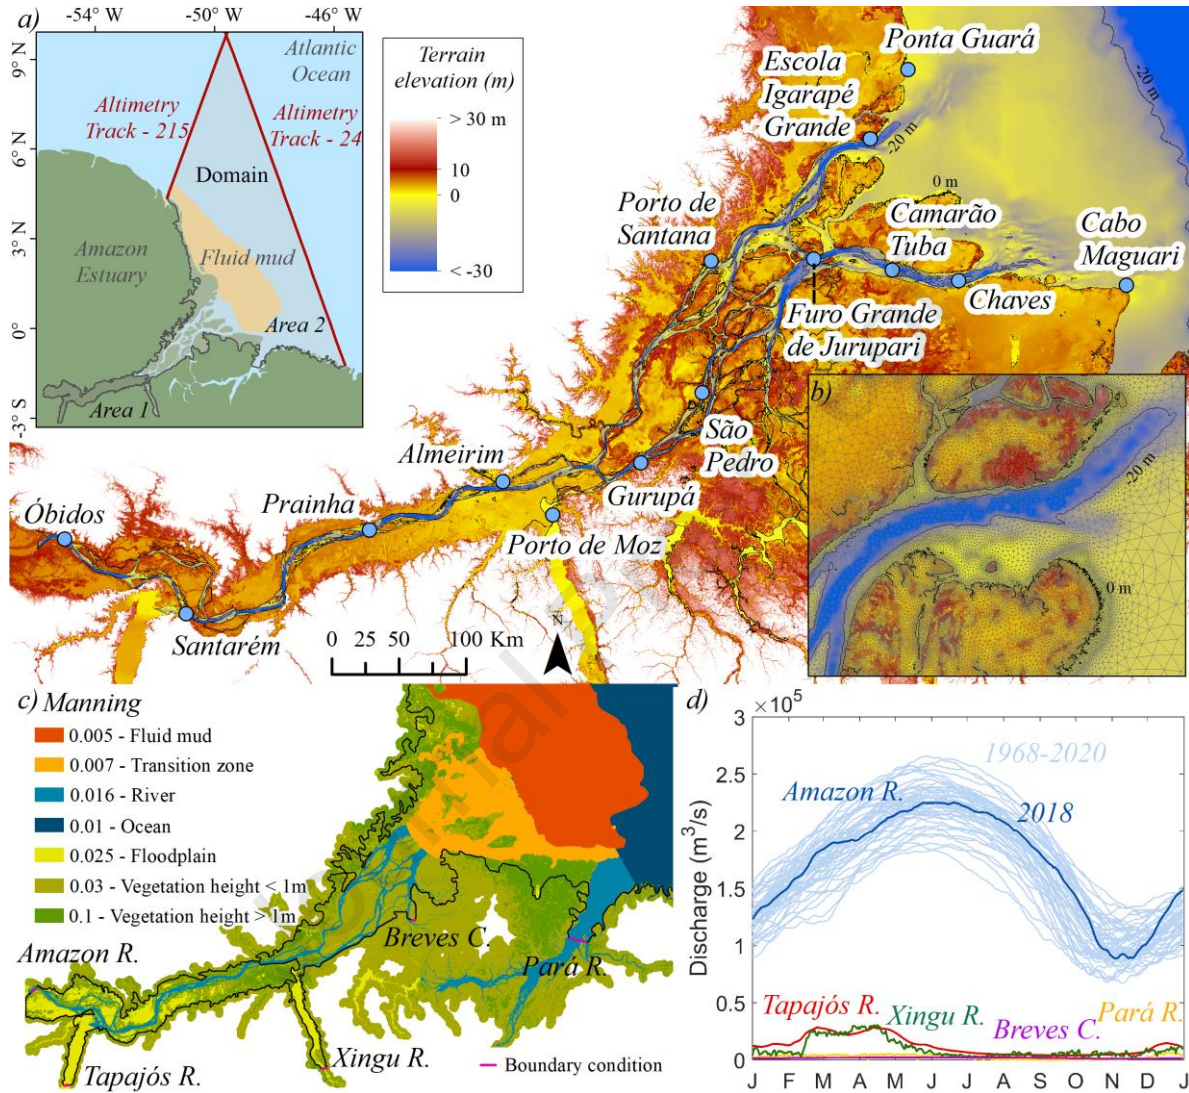 a)
-54° W
-50° W
-46° W
9° N
6° N
3° N
0°
-3° S
Atlantic
Ocean
Altimetry
Track - 215
Altimetry
Track - 24
Domain
Amazon
Estuary
Fluid mud
Area 2
Area 1
Terrain
elevation (m)
> 30 m
10
0
< -30
Ponta Guará
Escola
Igarapé
Grande
-20 m
-20 m
0 m
Porto de
Santana
Camarão
Tuba
Cabo
Maguari
Chaves
Furo Grande
de Jurupari
São
Pedro
Almeirim
Gurupá
Prainha
Porto de Moz
Óbidos
Santarém
N
0 25 50 100 Km
b)
-20 m
0 m
c) Manning
0.005 - Fluid mud
0.007 - Transition zone
0.016 - River
0.01 - Ocean
0.025 - Floodplain
0.03 - Vegetation height < 1m
0.1 - Vegetation height > 1m
Amazon R.
Breves C.
Pará R.
Xingu R.
Tapajós R.
Boundary condition
d)
×10⁵
3
2.5
2
1.5
1
0.5
0
Discharge (m³/s)
1968-2020
Amazon R.
2018
Tapajós R.
Xingu R.
Breves C.
Pará R.
J F M A M J J A S O N D J